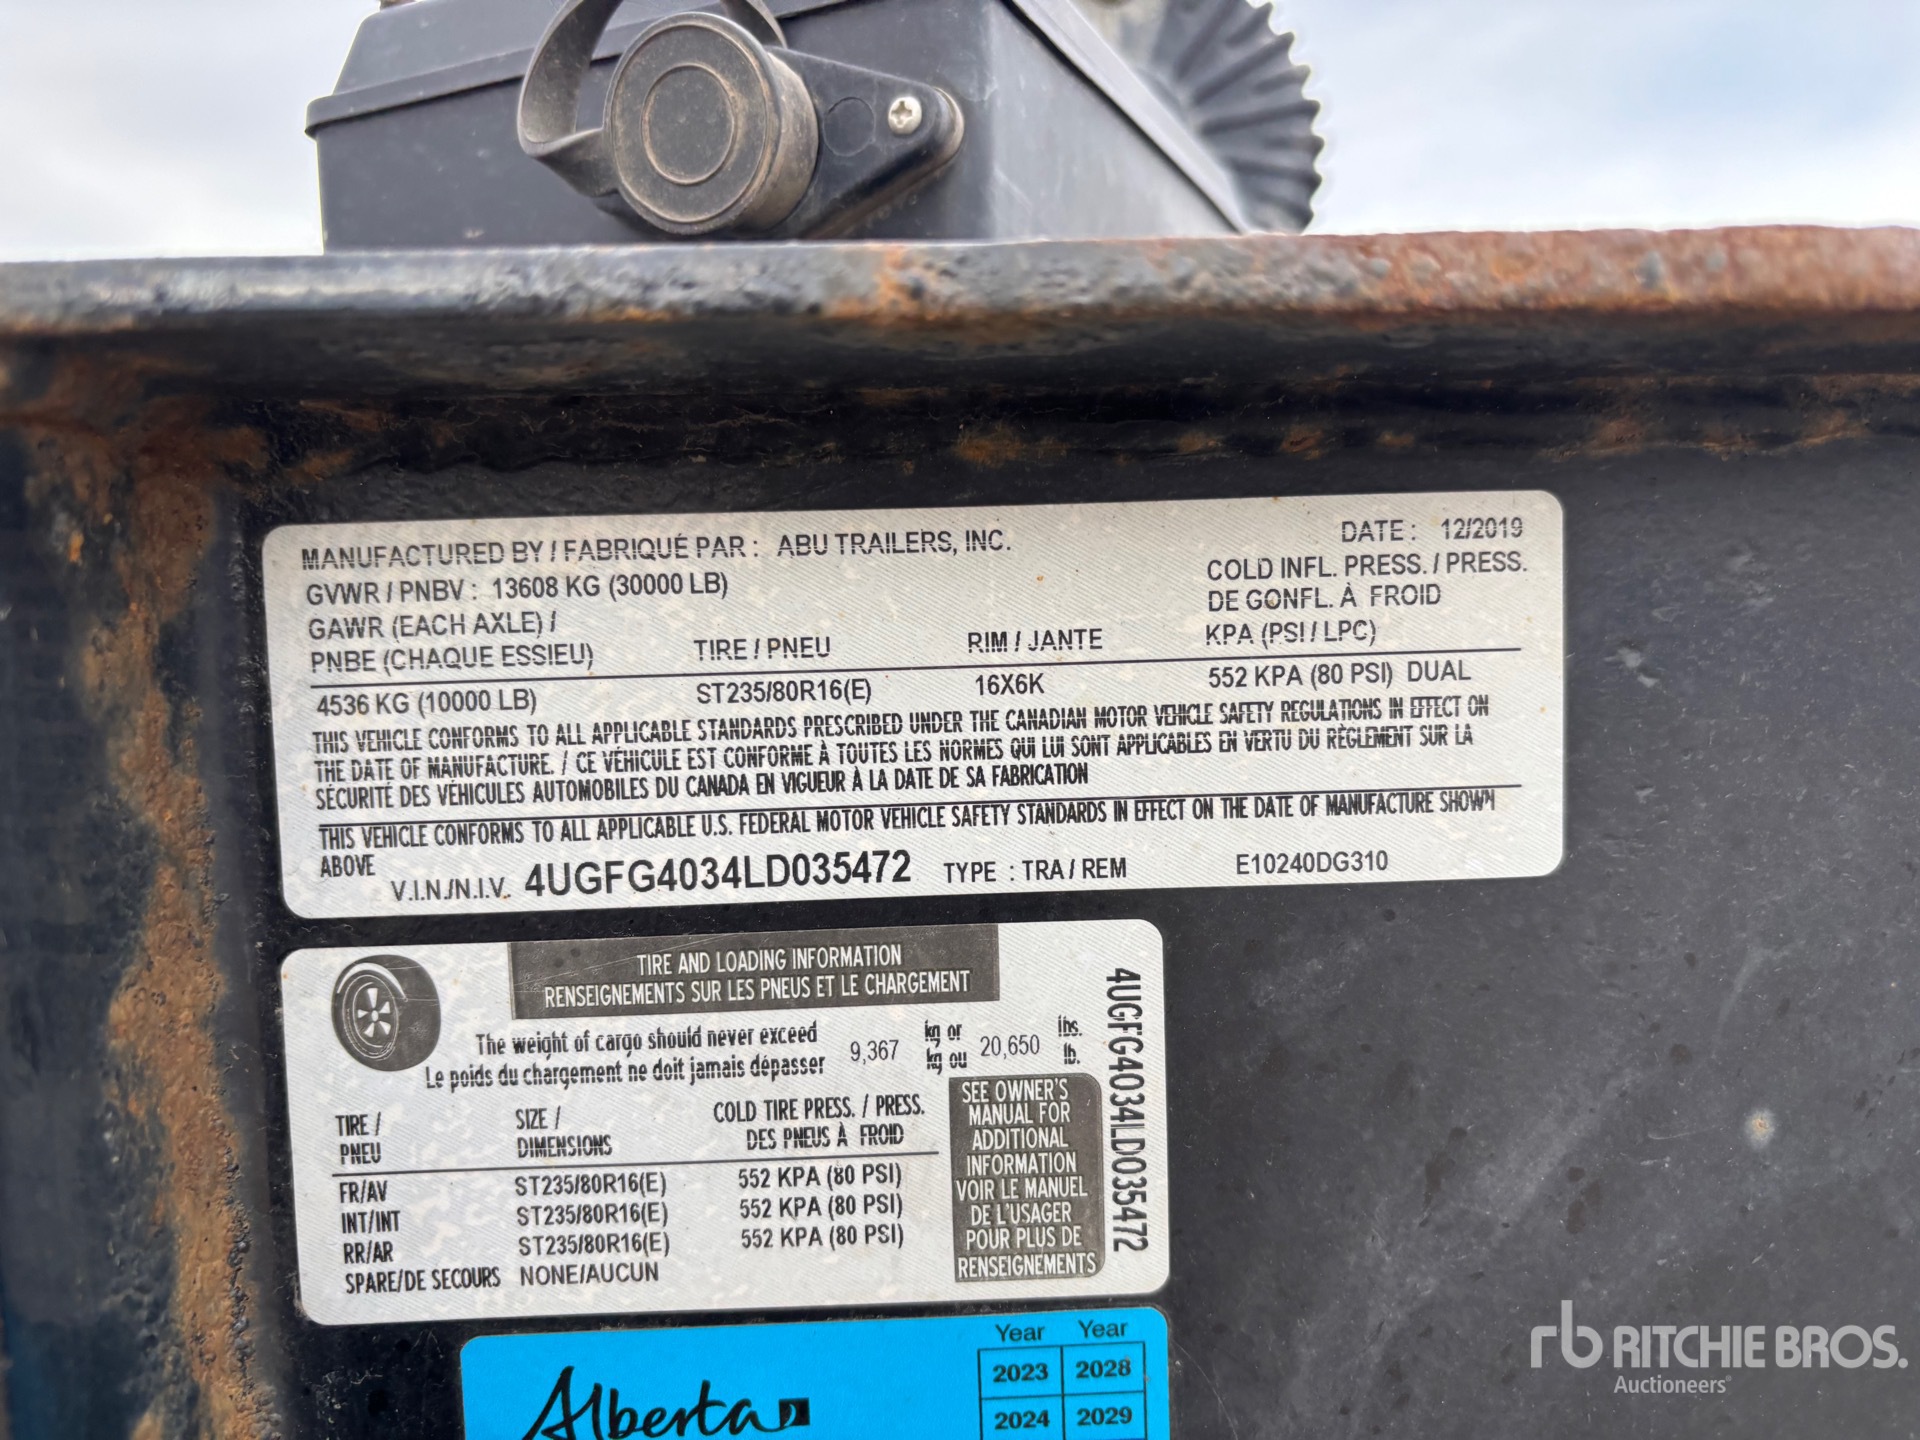 MANUFACTURED BY / FABRIQUÉ PAR : ABU TRAILERS, INC.
DATE : 12/2019
GVWR / PNBV : 13608 KG (30000 LB)
COLD INFL. PRESS. / PRESS.
DE GONFL. À FROID
GAWR (EACH AXLE) /
PNBE (CHAQUE ESSIEU) TIRE / PNEU RIM / JANTE KPA (PSI / LPC)
4536 KG (10000 LB) ST235/80R16(E) 16X6K 552 KPA (80 PSI) DUAL
THIS VEHICLE CONFORMS TO ALL APPLICABLE STANDARDS PRESCRIBED UNDER THE CANADIAN MOTOR VEHICLE SAFETY REGULATIONS IN EFFECT ON
THE DATE OF MANUFACTURE. / CE VÉHICULE EST CONFORME À TOUTES LES NORMES QUI LUI SONT APPLICABLES EN VERTU DU RÈGLEMENT SUR LA
SÉCURITÉ DES VÉHICULES AUTOMOBILES DU CANADA EN VIGUEUR À LA DATE DE SA FABRICATION
THIS VEHICLE CONFORMS TO ALL APPLICABLE U.S. FEDERAL MOTOR VEHICLE SAFETY STANDARDS IN EFFECT ON THE DATE OF MANUFACTURE SHOWN
ABOVE
V.I.N./N.I.V. 4UGFG4034LD035472 TYPE : TRA / REM E10240DG310
TIRE AND LOADING INFORMATION
RENSEIGNEMENTS SUR LES PNEUS ET LE CHARGEMENT
The weight of cargo should never exceed
Le poids du chargement ne doit jamais dépasser
9,367
kg or
kg ou
20,650
lbs.
lb.
TIRE / SIZE / COLD TIRE PRESS. / PRESS.
PNEU DIMENSIONS DES PNEUS À FROID
FR/AV ST235/80R16(E) 552 KPA (80 PSI)
INT/INT ST235/80R16(E) 552 KPA (80 PSI)
RR/AR ST235/80R16(E) 552 KPA (80 PSI)
SPARE/DE SECOURS NONE/AUCUN
SEE OWNER'S
MANUAL FOR
ADDITIONAL
INFORMATION
VOIR LE MANUEL
DE L'USAGER
POUR PLUS DE
RENSEIGNEMENTS
4UGFG4034LD035472
Alberta
Year Year
2023 2028
2024 2029
rb RITCHIE BROS.
Auctioneers